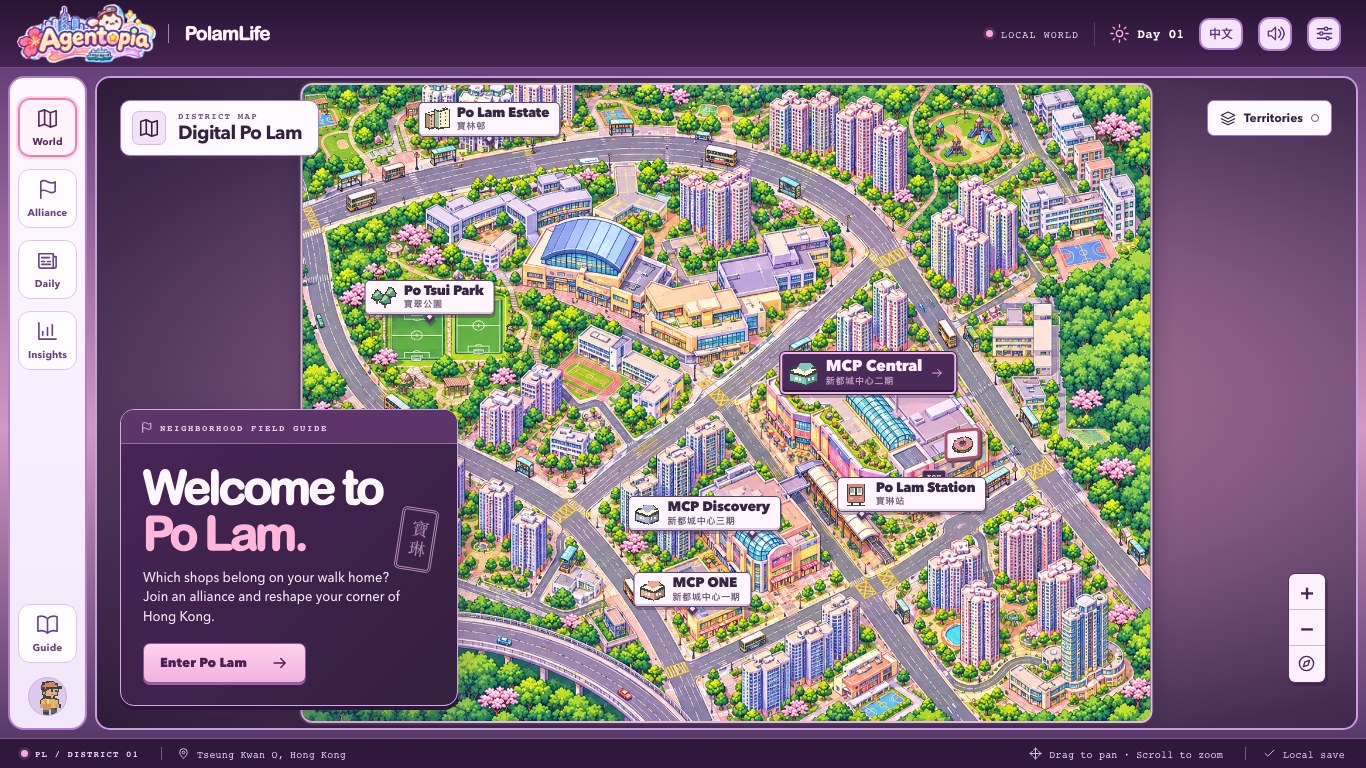 Agentopia
PolamLife
LOCAL WORLD
Day 01
中文
World
Alliance
Daily
Insights
Guide
DISTRICT MAP
Digital Po Lam
Territories
Po Lam Estate
寶林邨
Po Tsui Park
寶翠公園
MCP Central
新都城中心二期
Po Lam Station
寶琳站
MCP Discovery
新都城中心三期
MCP ONE
新都城中心一期
NEIGHBORHOOD FIELD GUIDE
Welcome to
Po Lam.
寶琳
Which shops belong on your walk home?
Join an alliance and reshape your corner of
Hong Kong.
Enter Po Lam
PL / DISTRICT 01
Tseung Kwan O, Hong Kong
Drag to pan · Scroll to zoom
Local save